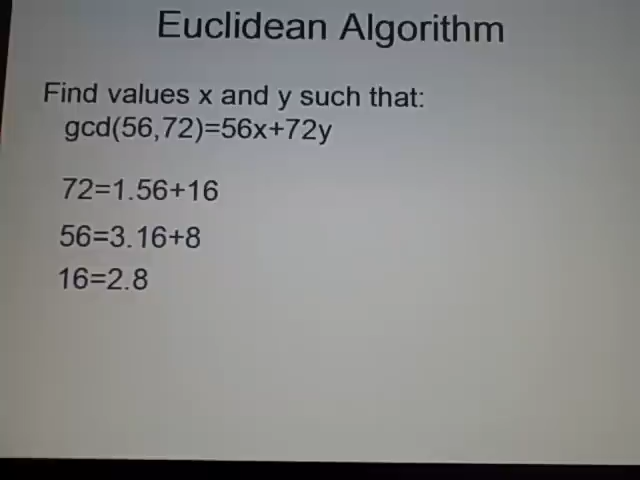 Euclidean Algorithm
Find values x and y such that:
gcd(56,72)=56x+72y
72=1.56+16
56=3.16+8
16=2.8